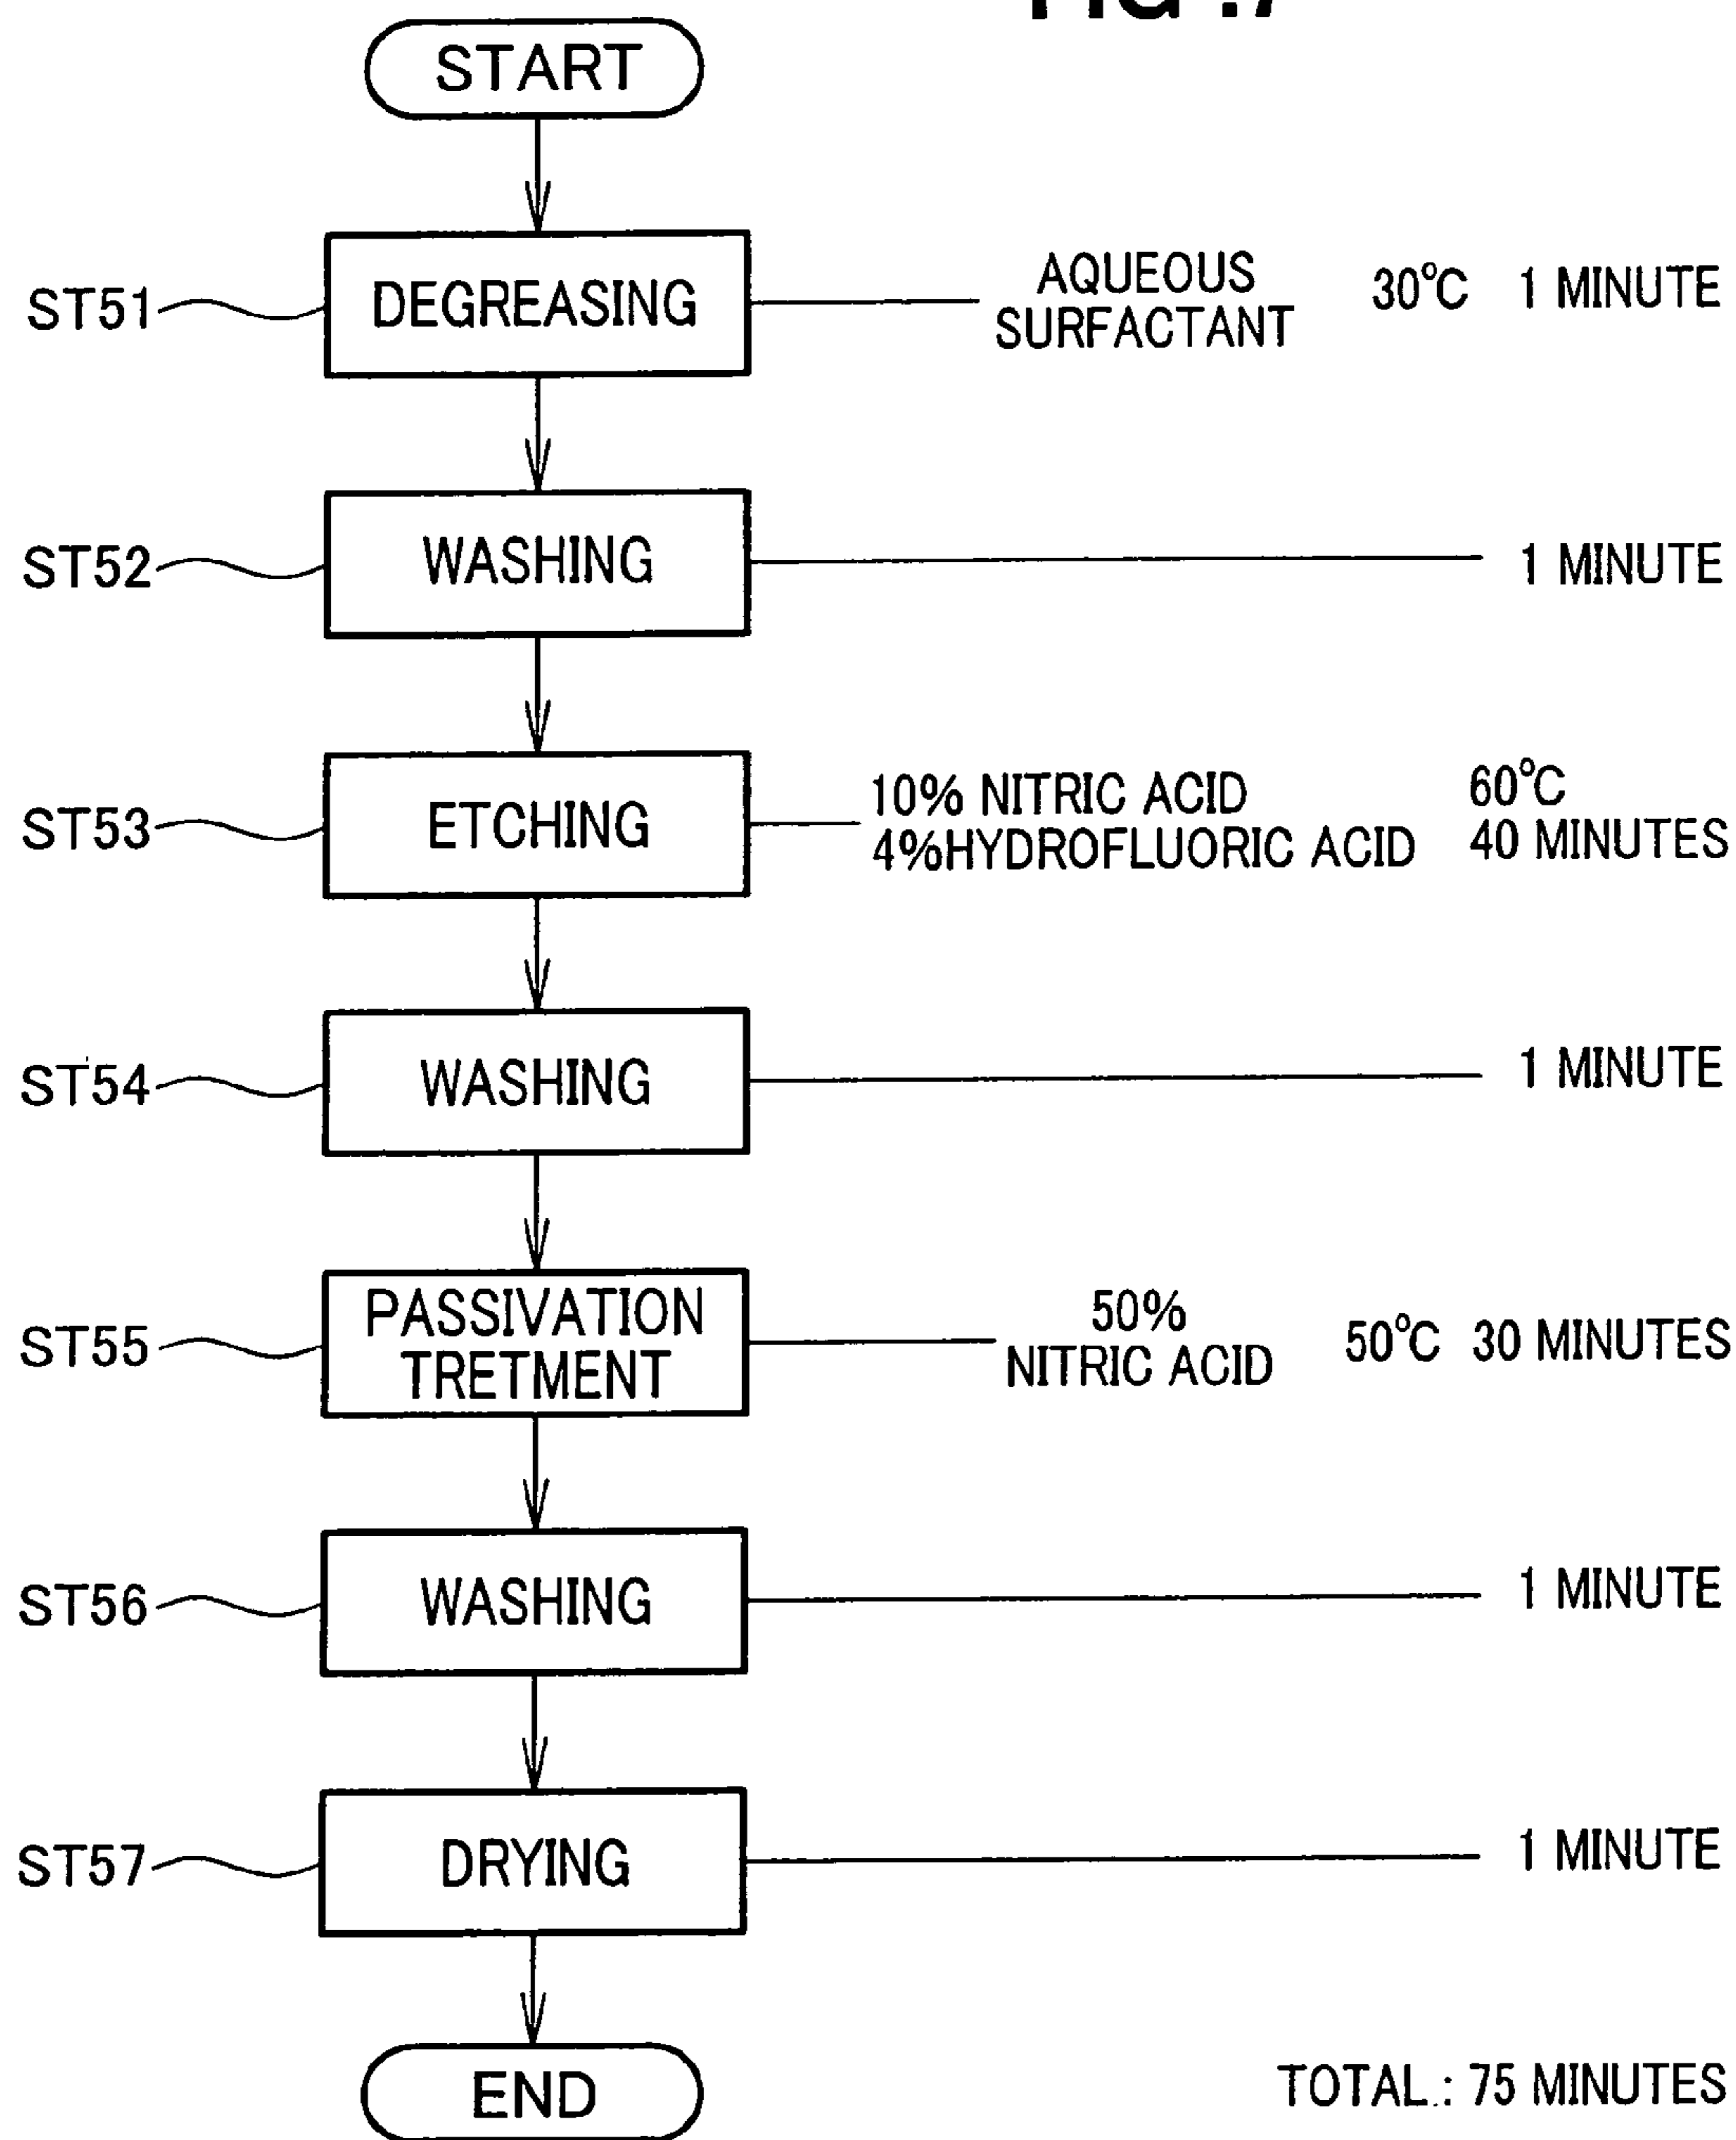 START
ST51
DEGREASING
AQUEOUS
SURFACTANT
30°C 1 MINUTE
ST52
WASHING
1 MINUTE
ST53
ETCHING
10% NITRIC ACID
4%HYDROFLUORIC ACID
60°C
40 MINUTES
ST54
WASHING
1 MINUTE
ST55
PASSIVATION
TRETMENT
50%
NITRIC ACID
50°C 30 MINUTES
ST56
WASHING
1 MINUTE
ST57
DRYING
1 MINUTE
END
TOTAL : 75 MINUTES